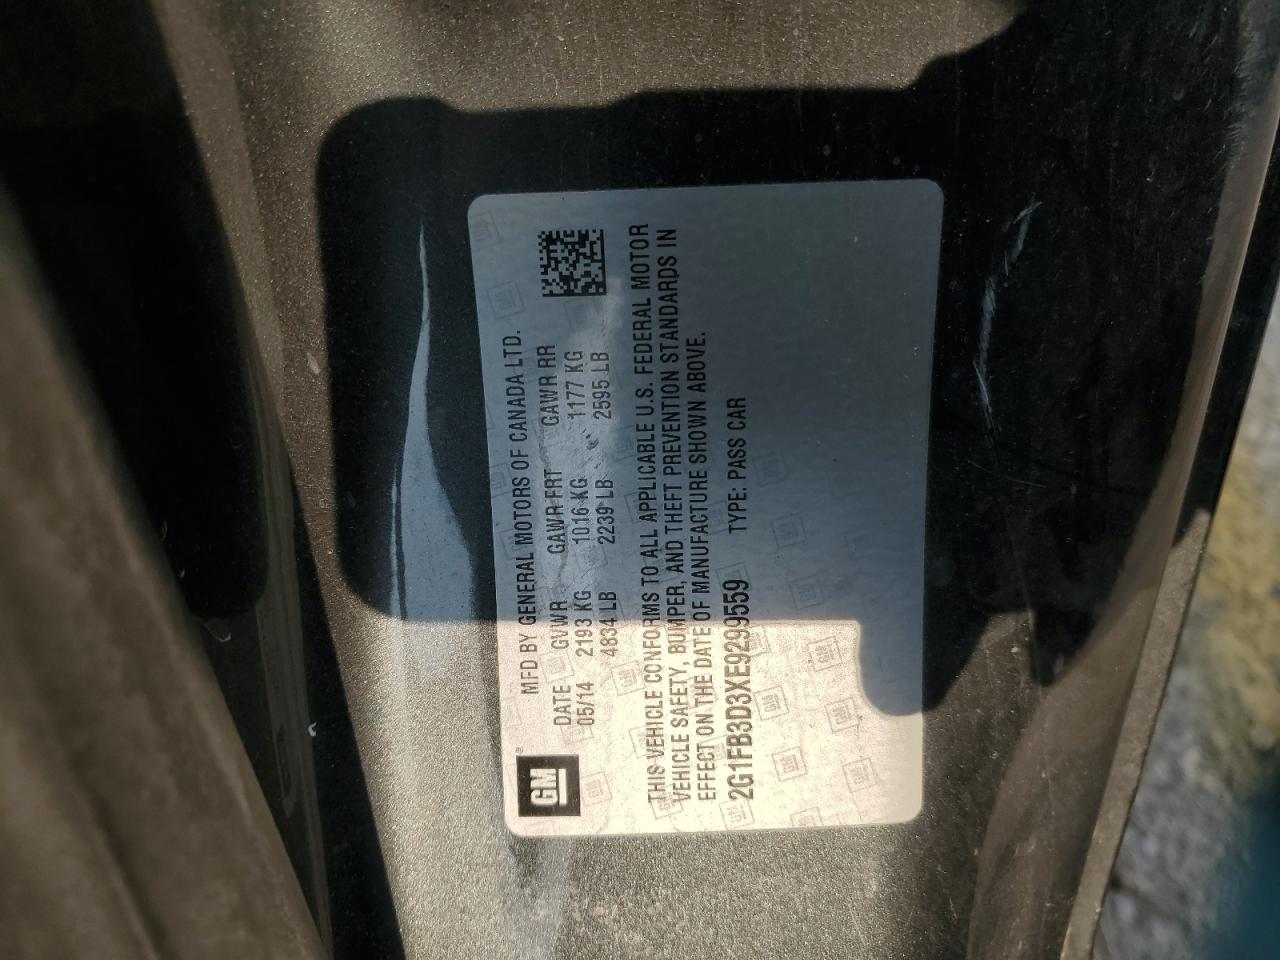 GM ®
MFD BY GENERAL MOTORS OF CANADA LTD.
DATE GVWR GAWR FRT GAWR RR
05/14 2193 KG 1016 KG 1177 KG
4834 LB 2239 LB 2595 LB
THIS VEHICLE CONFORMS TO ALL APPLICABLE U.S. FEDERAL MOTOR
VEHICLE SAFETY, BUMPER, AND THEFT PREVENTION STANDARDS IN
EFFECT ON THE DATE OF MANUFACTURE SHOWN ABOVE.
2G1FB3D3XE9299559 TYPE: PASS CAR